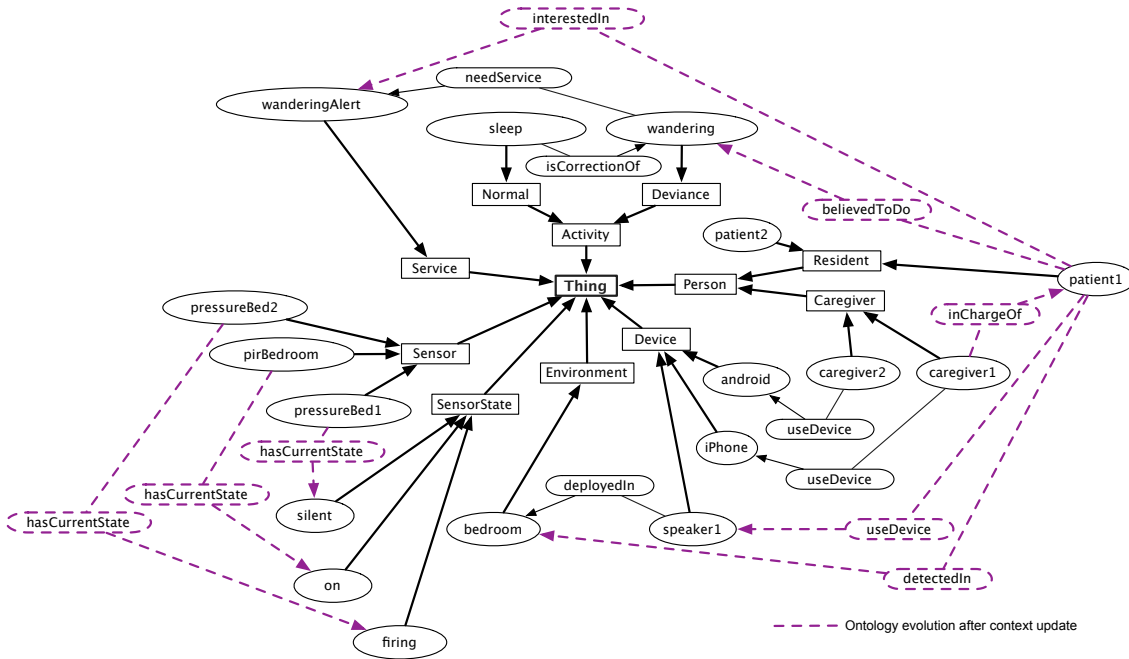 interestedIn
needService
wanderingAlert
sleep
wandering
isCorrectionOf
Normal
Deviance
believedToDo
Activity
patient2
Resident
Service
Thing
Person
patient1
pressureBed2
Caregiver
inChargeOf
pirBedroom
Sensor
Device
Environment
android
caregiver2
caregiver1
pressureBed1
SensorState
useDevice
hasCurrentState
iPhone
useDevice
deployedIn
hasCurrentState
silent
hasCurrentState
bedroom
speaker1
useDevice
on
detectedIn
firing
Ontology evolution after context update